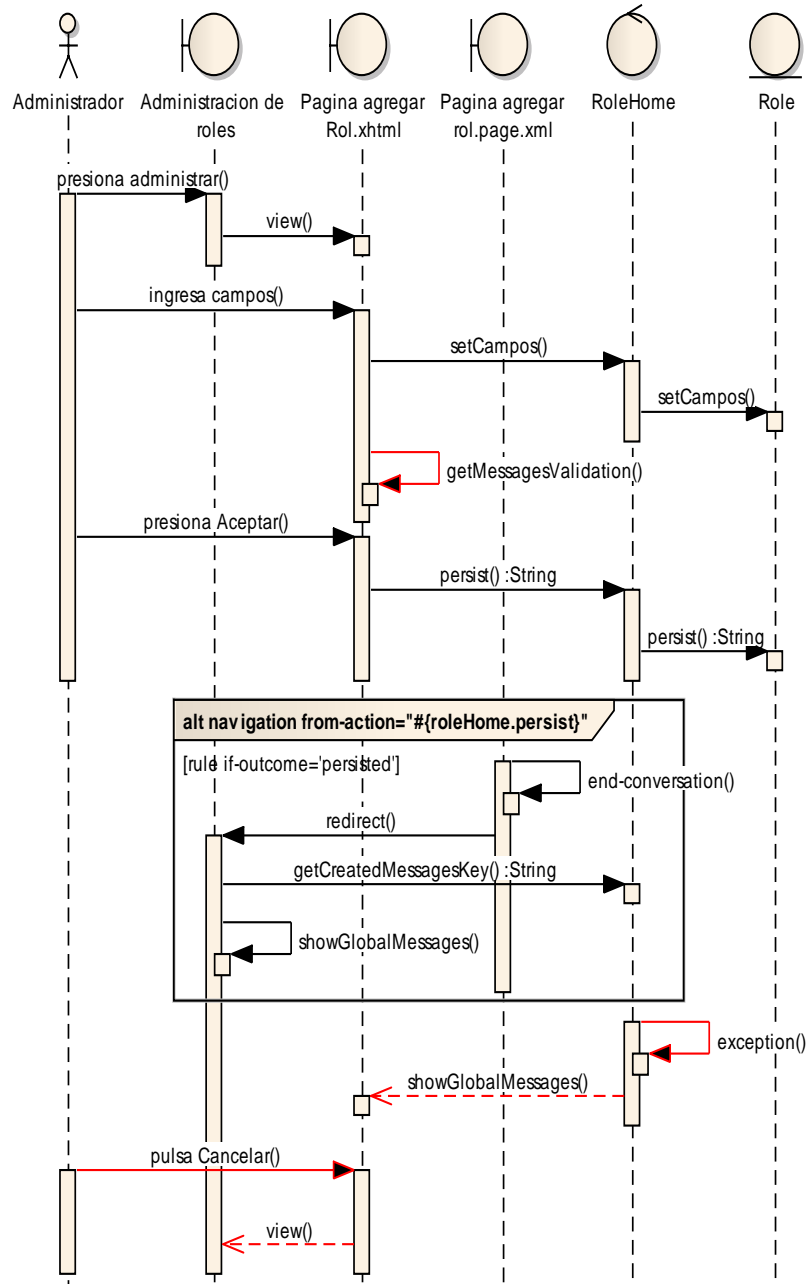 Administrador
Administracion de
roles
Pagina agregar
Rol.xhtml
Pagina agregar
rol.page.xml
RoleHome
Role
presiona administrar()
view()
ingresa campos()
setCampos()
setCampos()
getMessagesValidation()
presiona Aceptar()
persist() :String
persist() :String
alt navigation from-action="#{roleHome.persist}"
[rule if-outcome='persisted']
end-conversation()
redirect()
getCreatedMessagesKey() :String
showGlobalMessages()
exception()
showGlobalMessages()
pulsa Cancelar()
view()